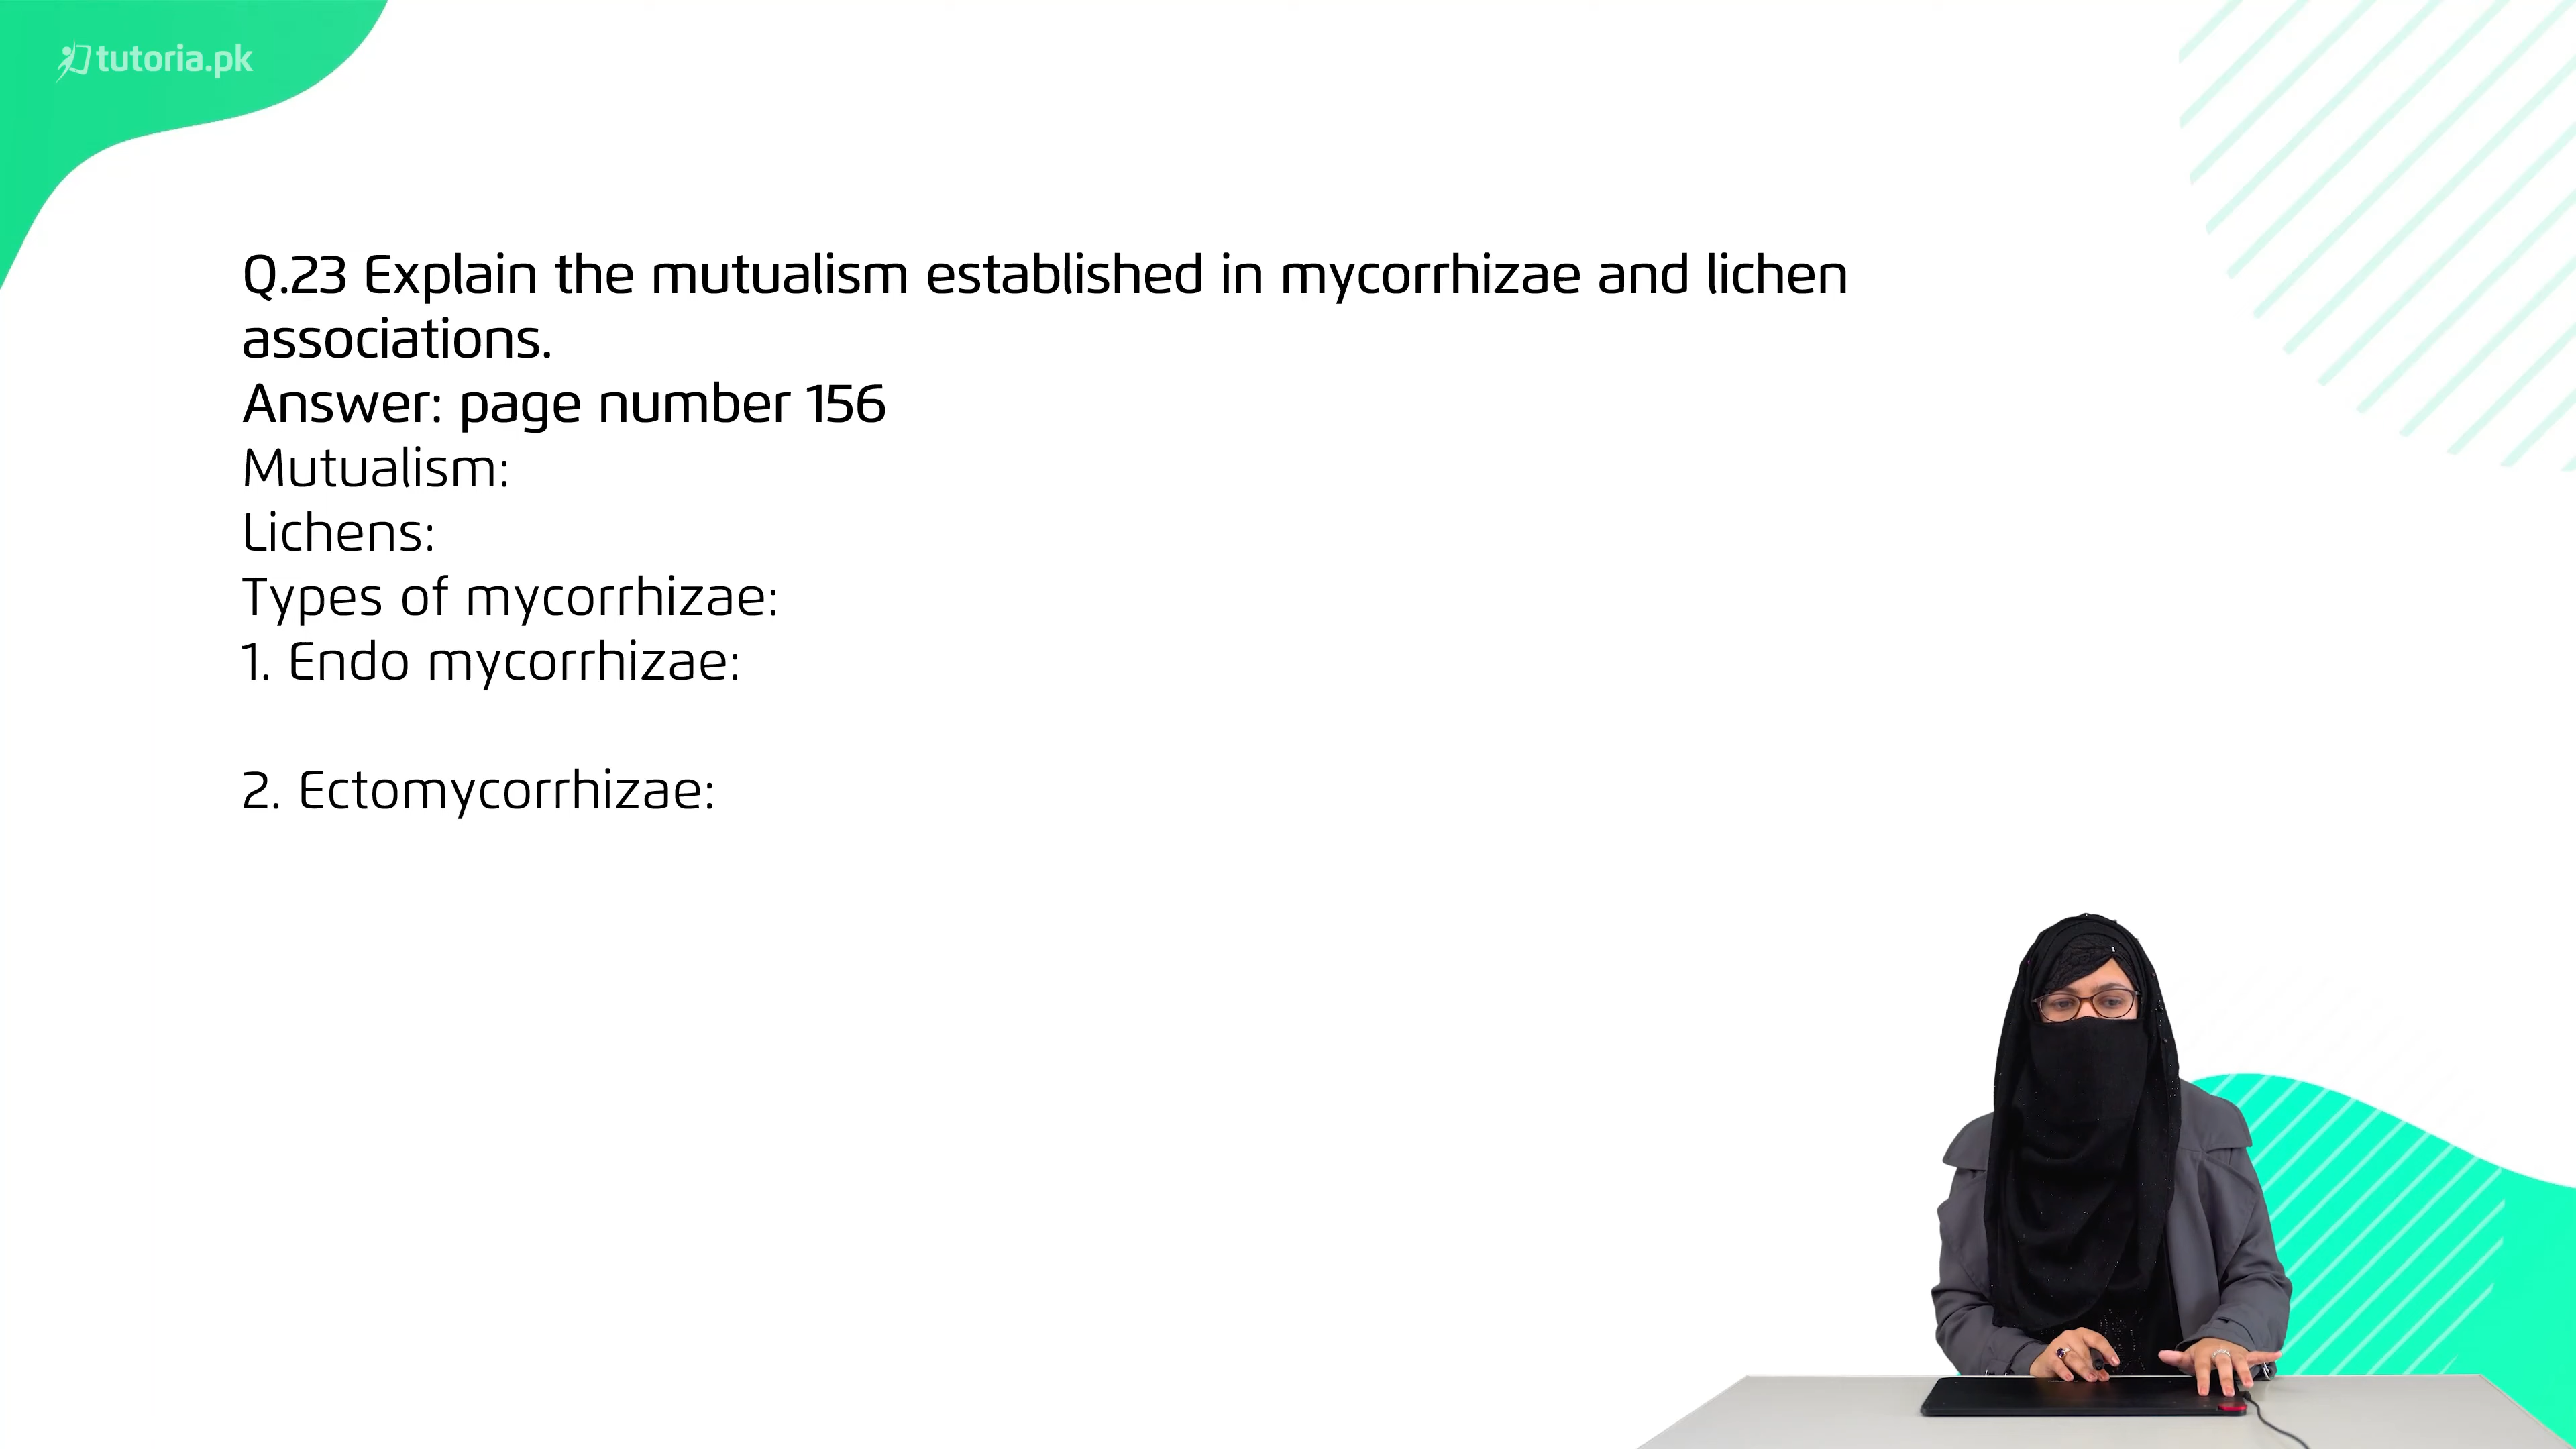 tutoria.pk
Q.23 Explain the mutualism established in mycorrhizae and lichen
associations.
Answer: page number 156
Mutualism:
Lichens:
Types of mycorrhizae:
1. Endo mycorrhizae:
2. Ectomycorrhizae: